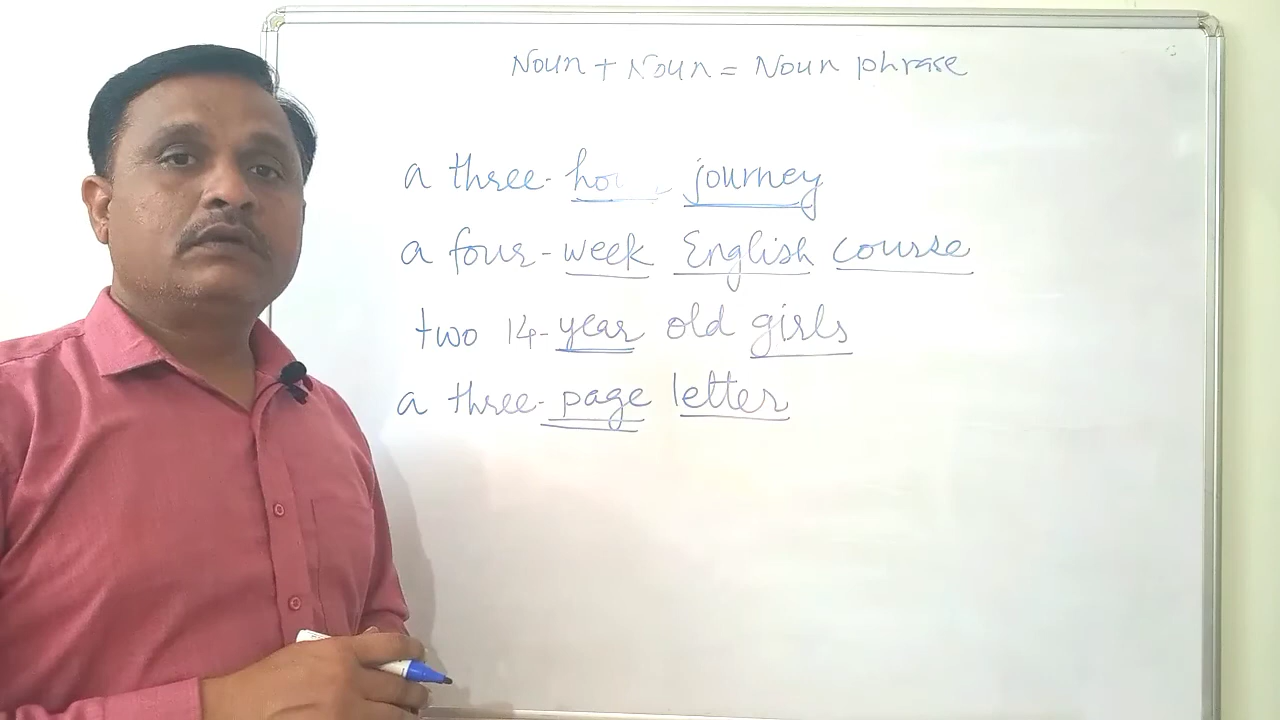 Noun + Noun = Noun phrase
a three- journey
a four-week English course
two 14-year old girls
a three-page letter